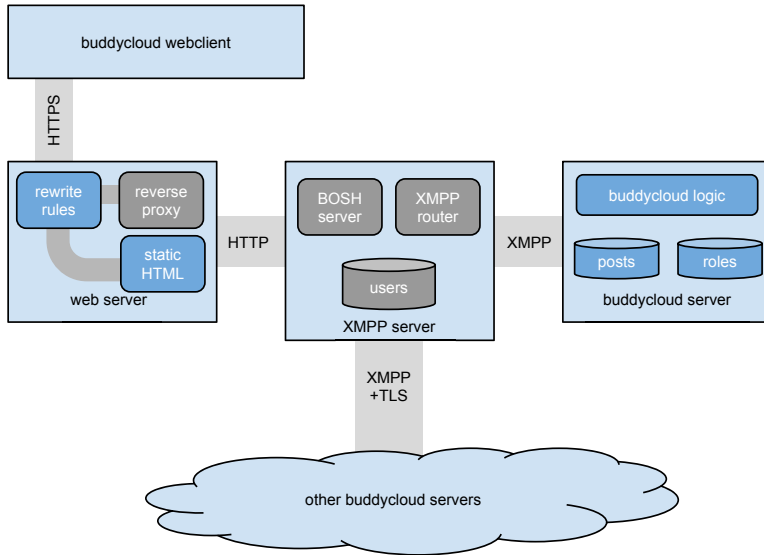 buddycloud webclient
HTTPS
rewrite
rules
reverse
proxy
static
HTML
web server
HTTP
BOSH
server
XMPP
router
users
XMPP server
XMPP
buddycloud logic
posts
roles
buddycloud server
XMPP
+TLS
other buddycloud servers